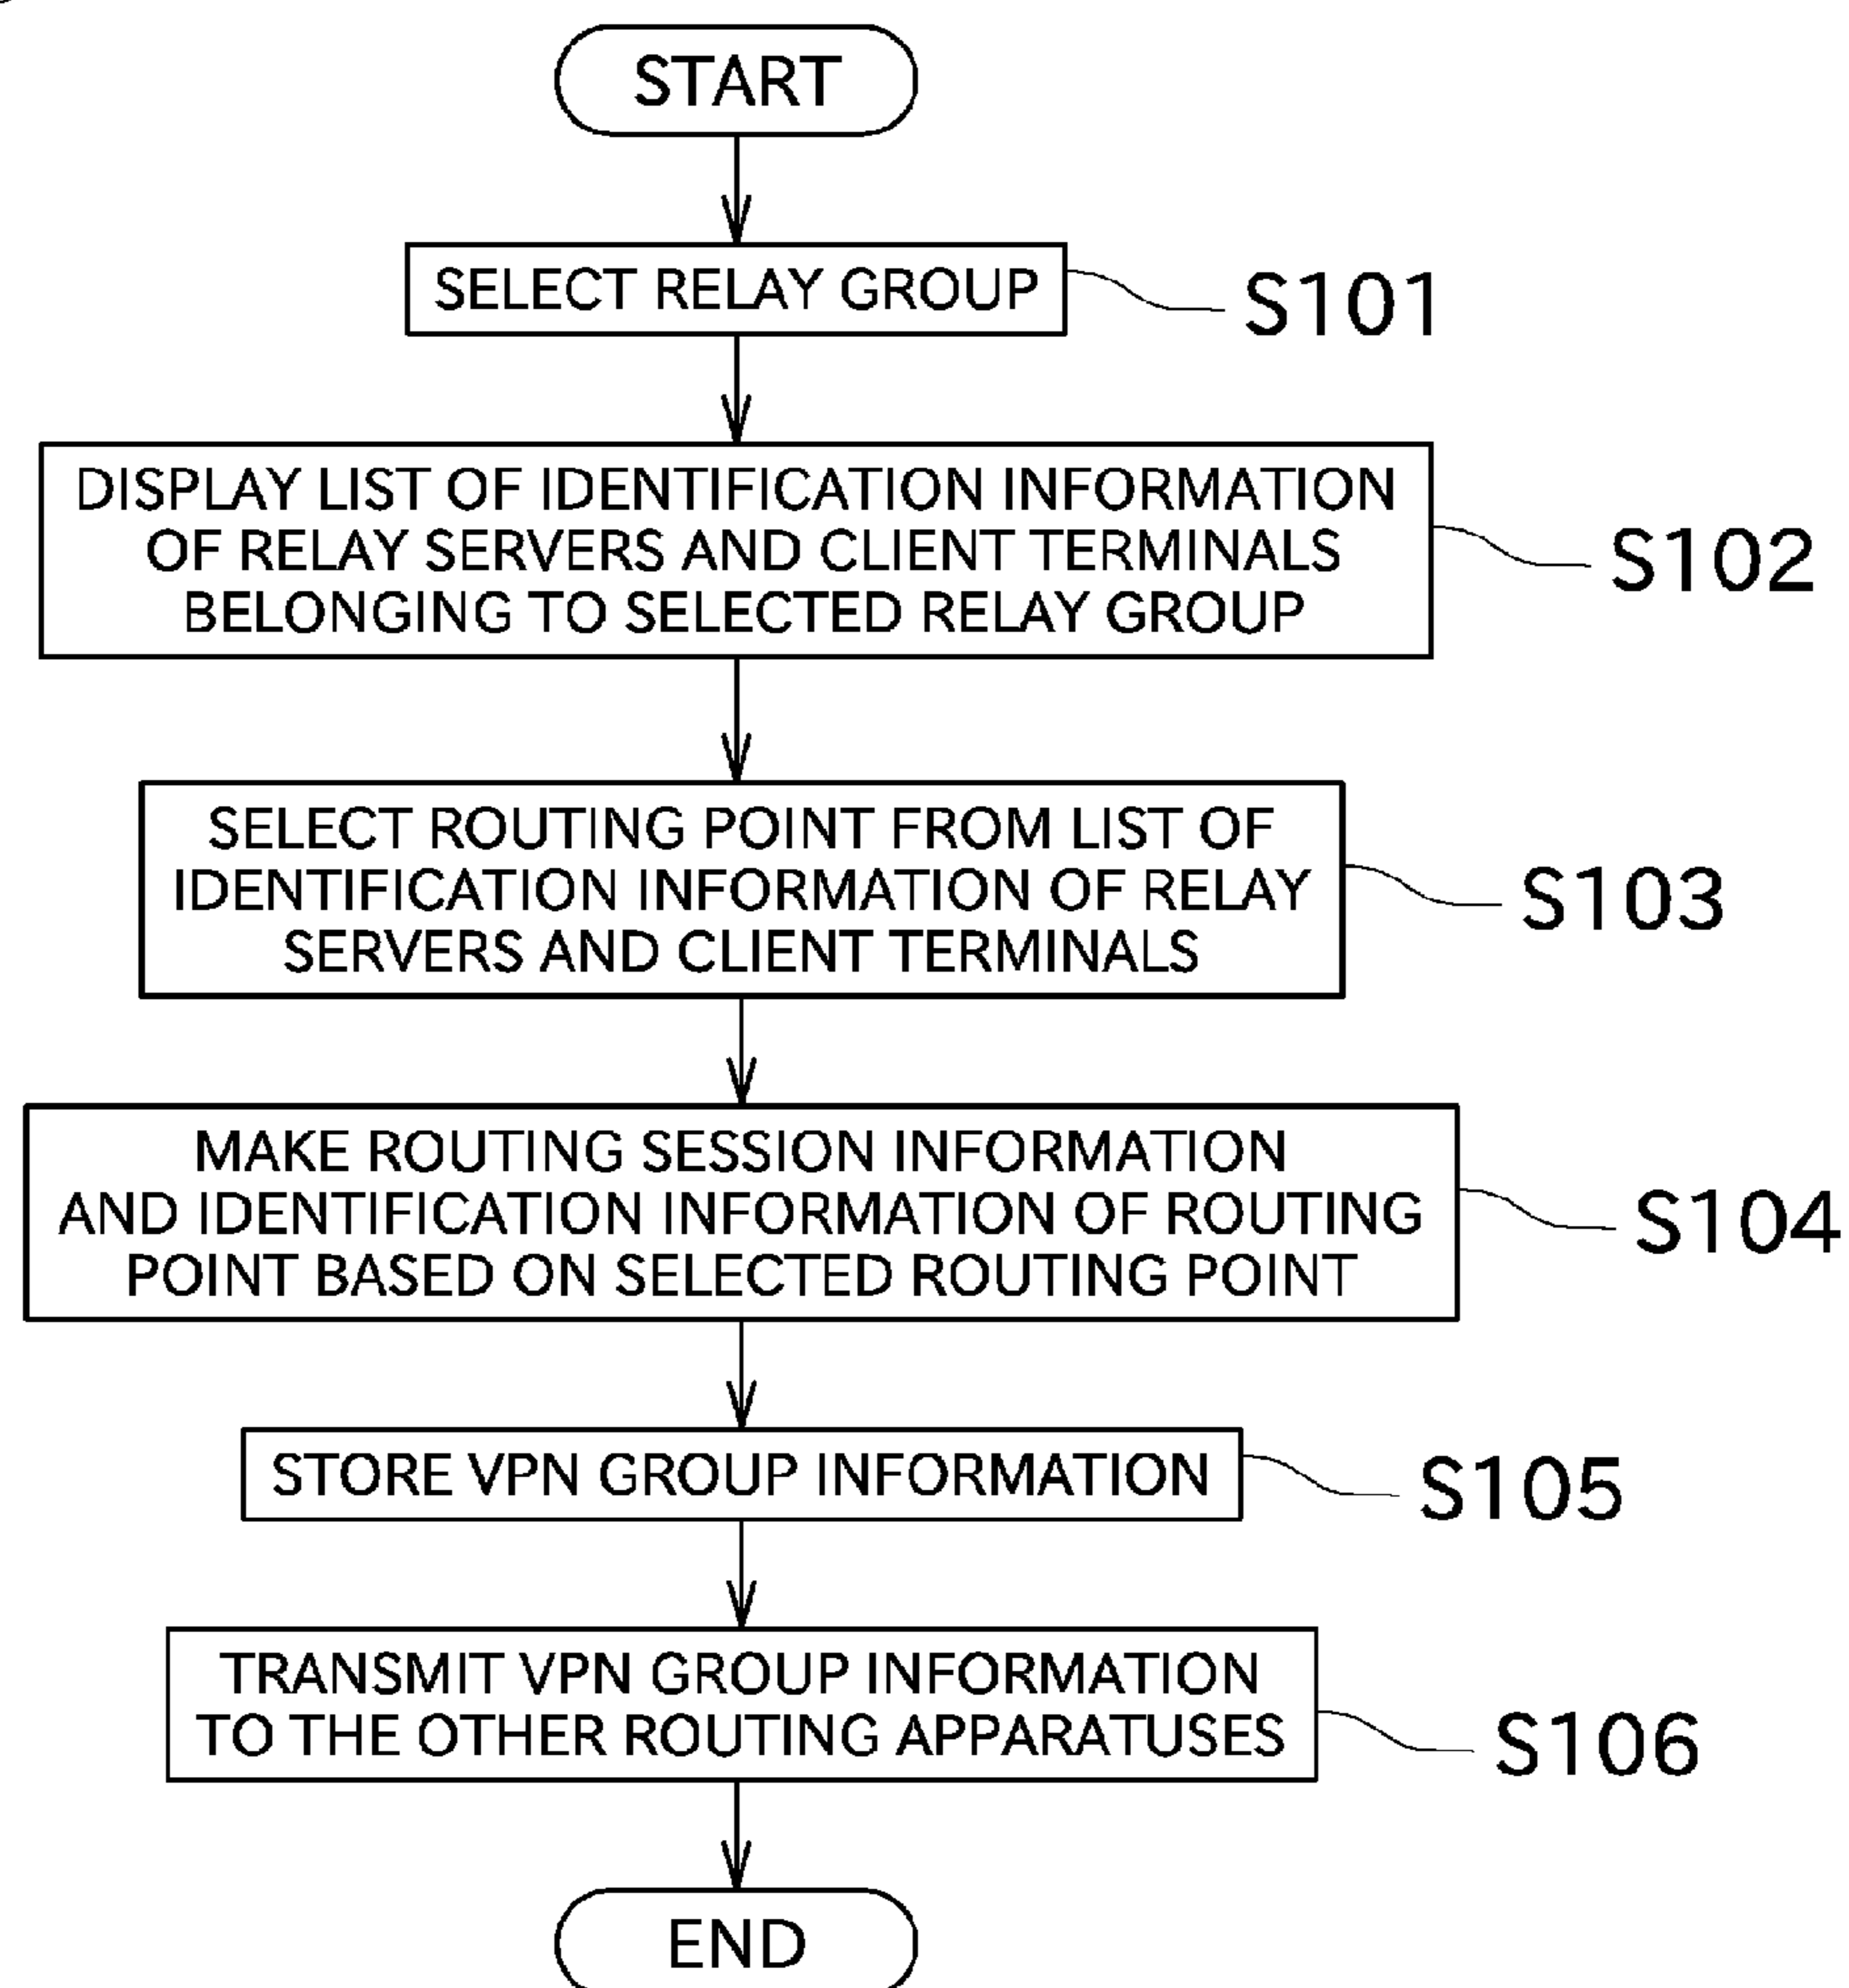 START
SELECT RELAY GROUP
S101
DISPLAY LIST OF IDENTIFICATION INFORMATION
OF RELAY SERVERS AND CLIENT TERMINALS
BELONGING TO SELECTED RELAY GROUP
S102
SELECT ROUTING POINT FROM LIST OF
IDENTIFICATION INFORMATION OF RELAY
SERVERS AND CLIENT TERMINALS
S103
MAKE ROUTING SESSION INFORMATION
AND IDENTIFICATION INFORMATION OF ROUTING
POINT BASED ON SELECTED ROUTING POINT
S104
STORE VPN GROUP INFORMATION
S105
TRANSMIT VPN GROUP INFORMATION
TO THE OTHER ROUTING APPARATUSES
S106
END